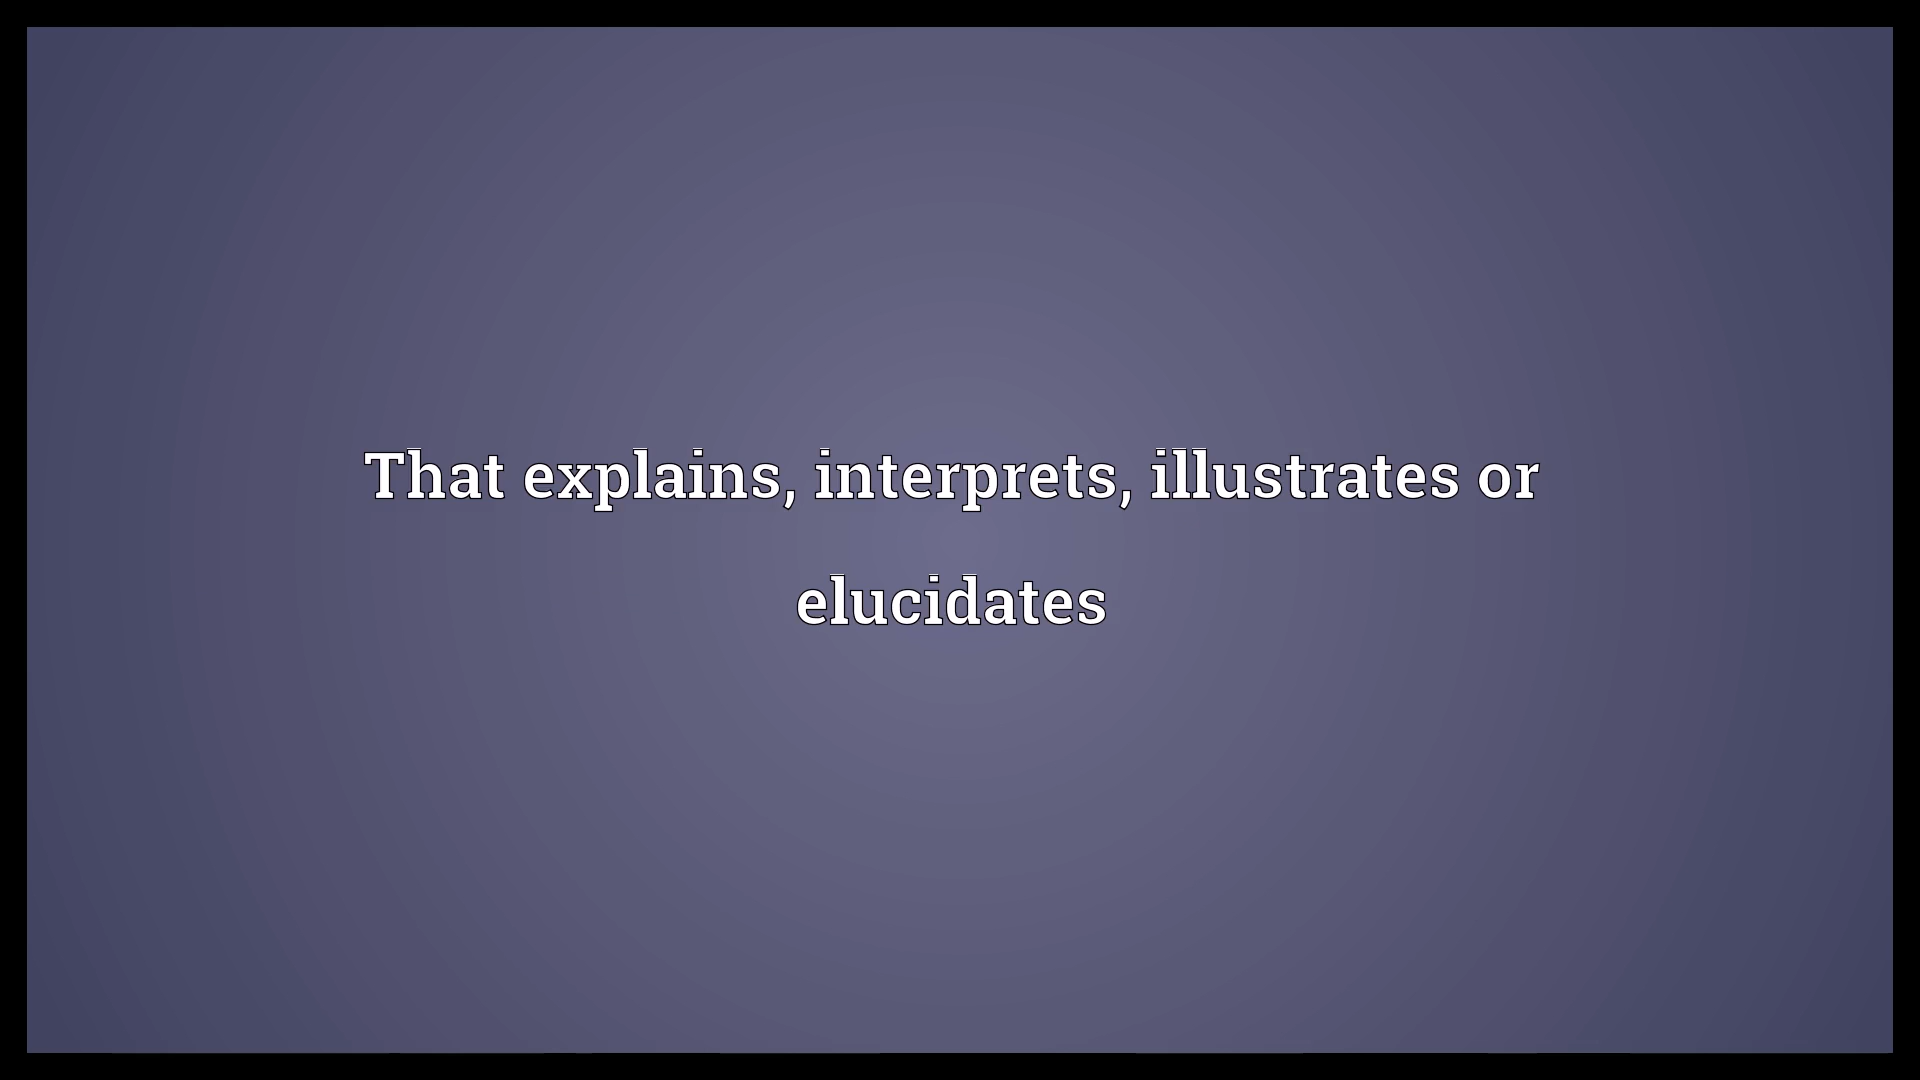 That explains, interprets, illustrates or
elucidates